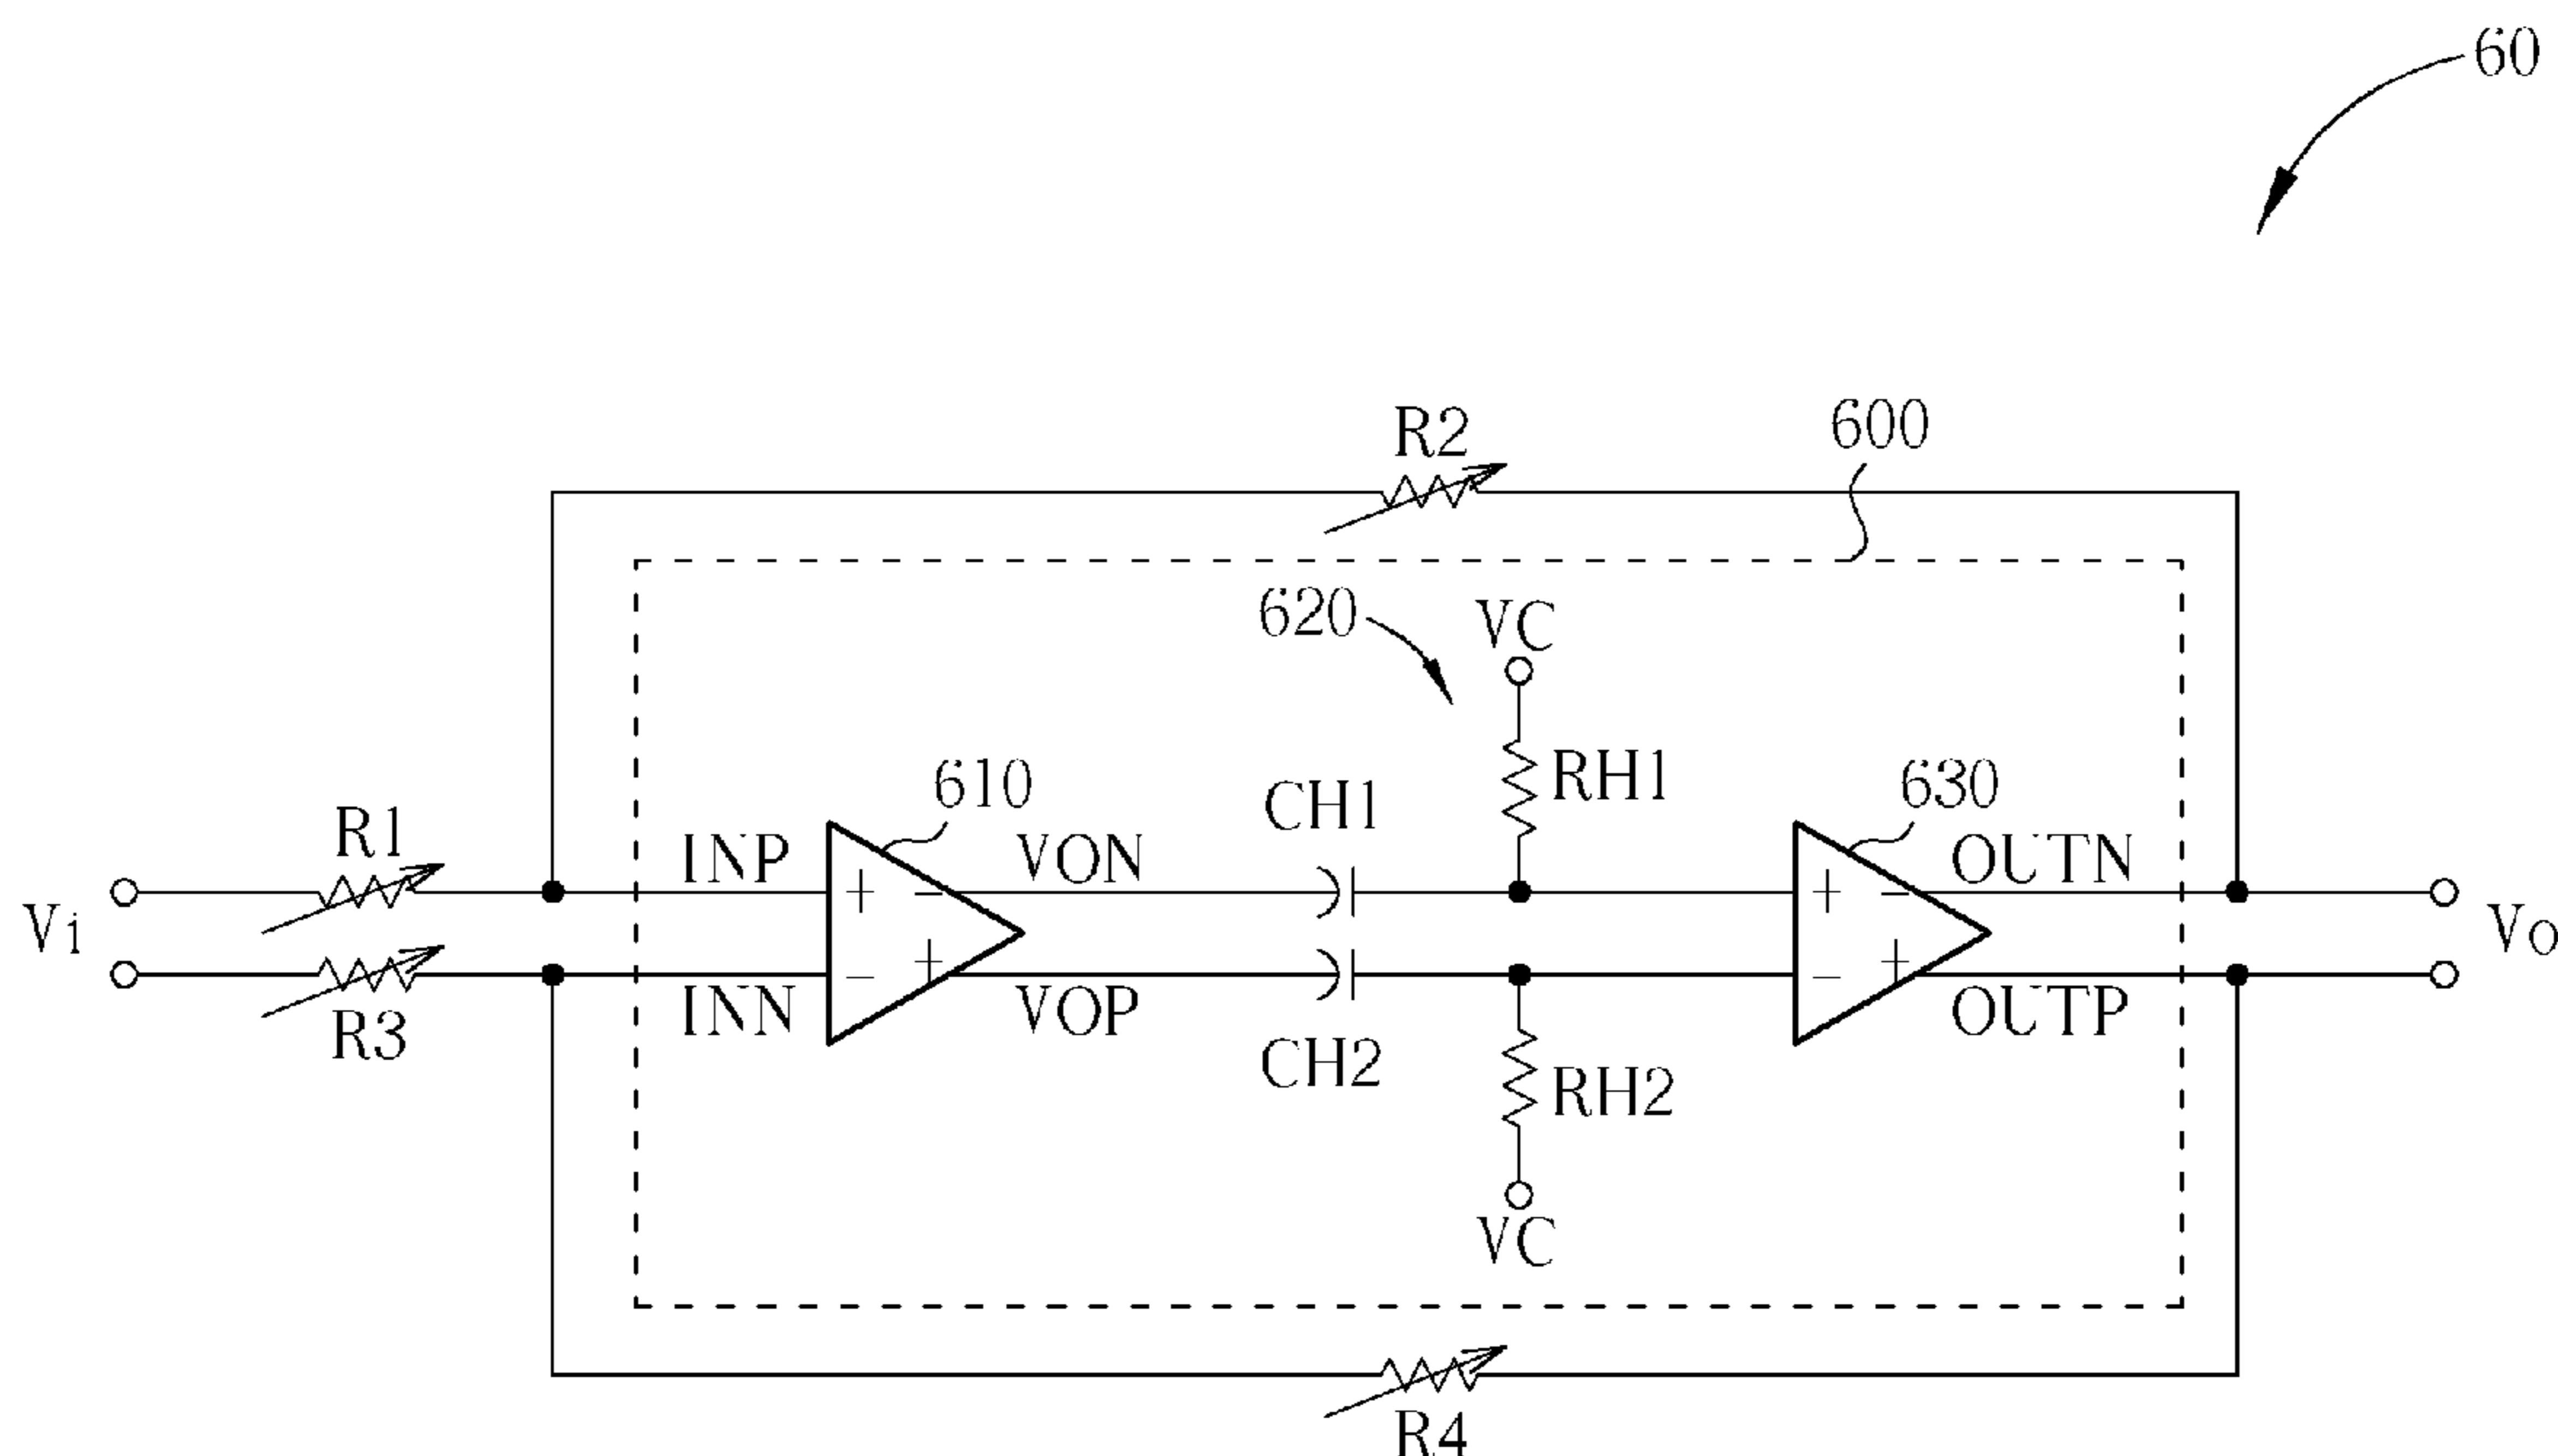 60
R2
600
620
VC
610
CH1
RH1
630
R1
INP
VON
OUTN
+
−
+
−
Vi
Vo
−
+
−
+
R3
INN
VOP
OUTP
CH2
RH2
VC
R4